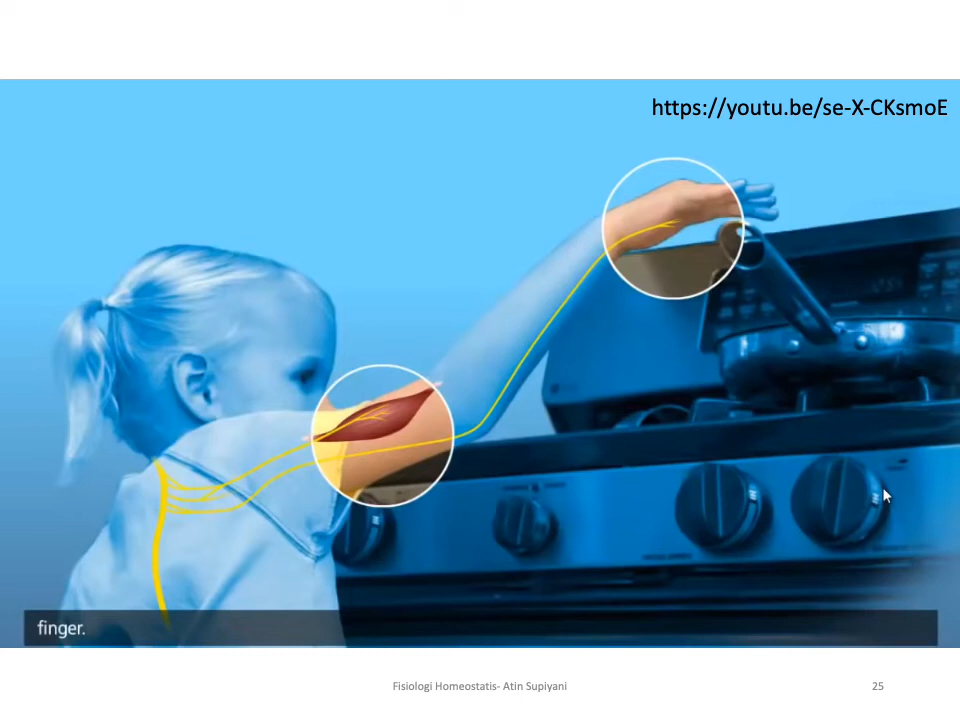 https://youtu.be/se-X-CKsmoE
finger.
Fisiologi Homeostatis- Atin Supiyani
25